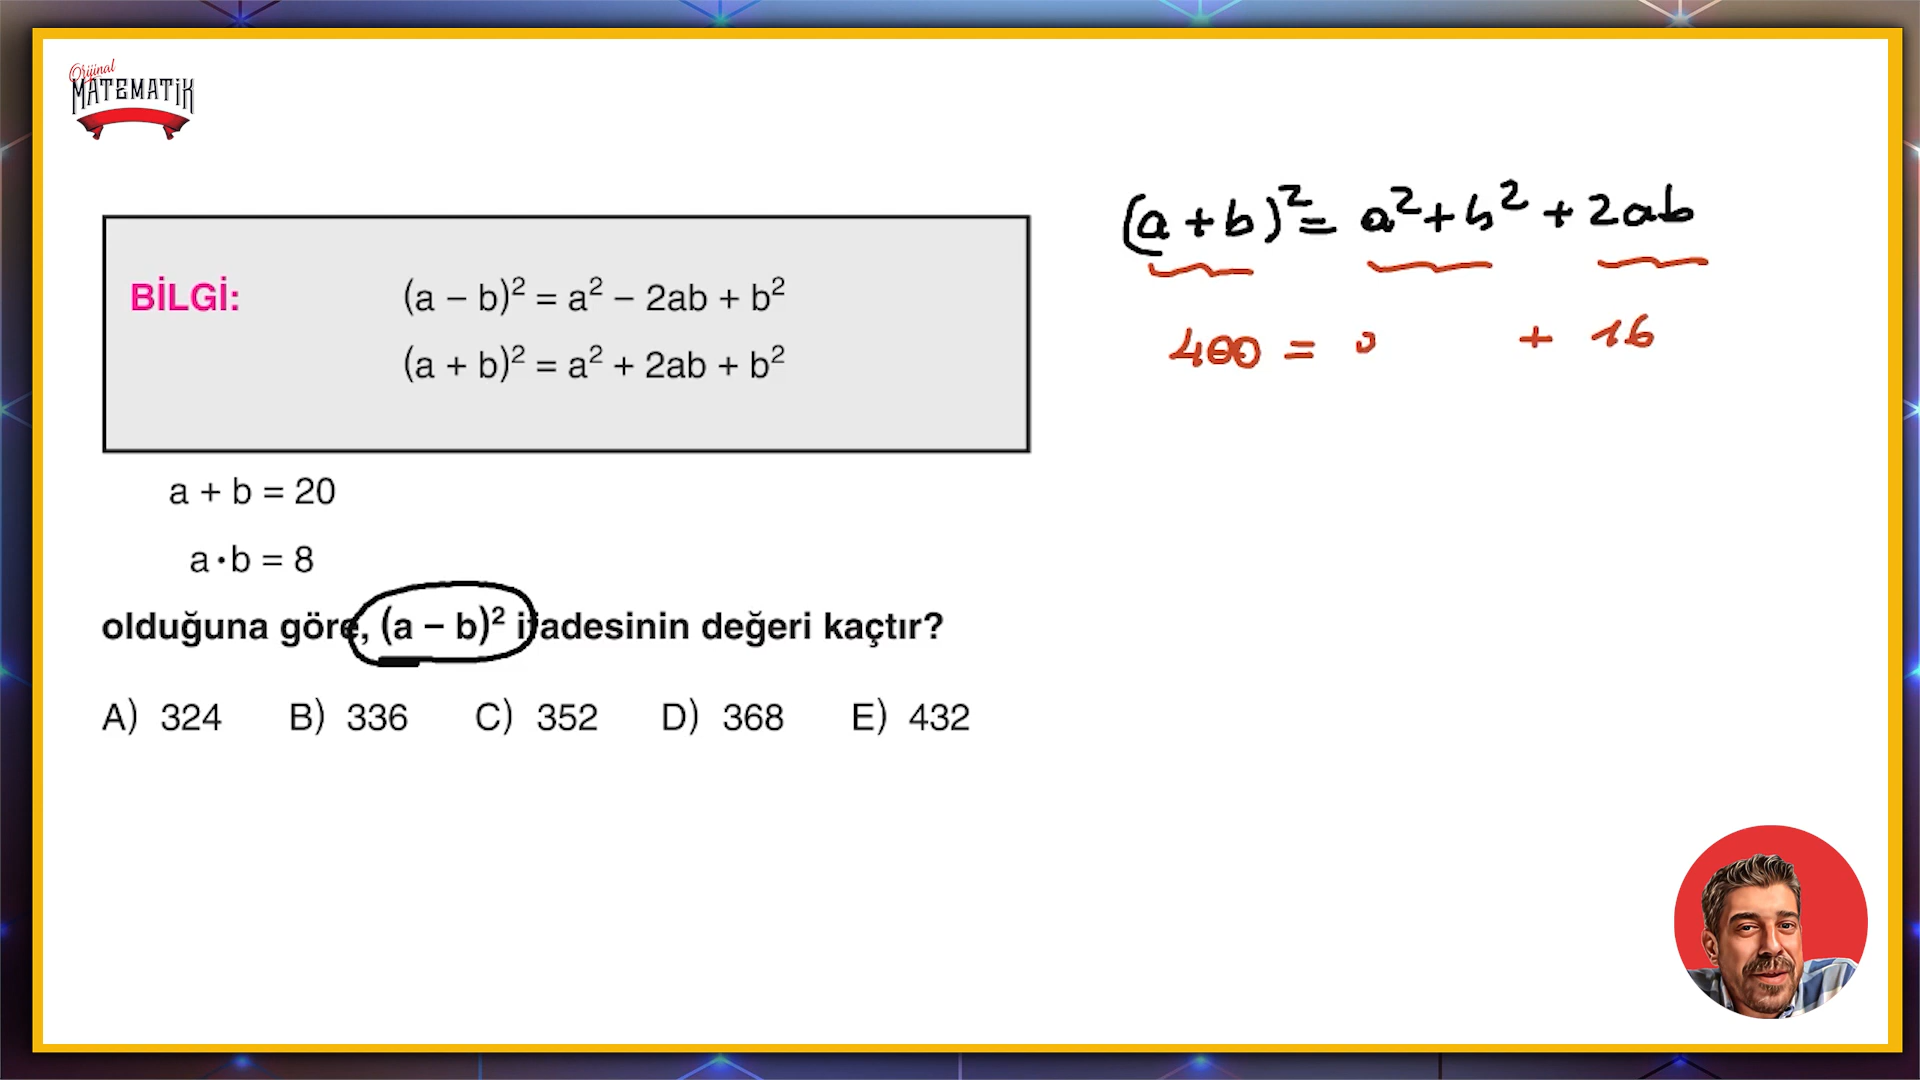 Orijinal
MATEMATİK
BİLGİ: (a − b)² = a² − 2ab + b²
(a + b)² = a² + 2ab + b²
a + b = 20
a · b = 8
olduğuna göre, (a − b)² ifadesinin değeri kaçtır?
A) 324 B) 336 C) 352 D) 368 E) 432
(a + b)² = a² + b² + 2ab
400 = + 16